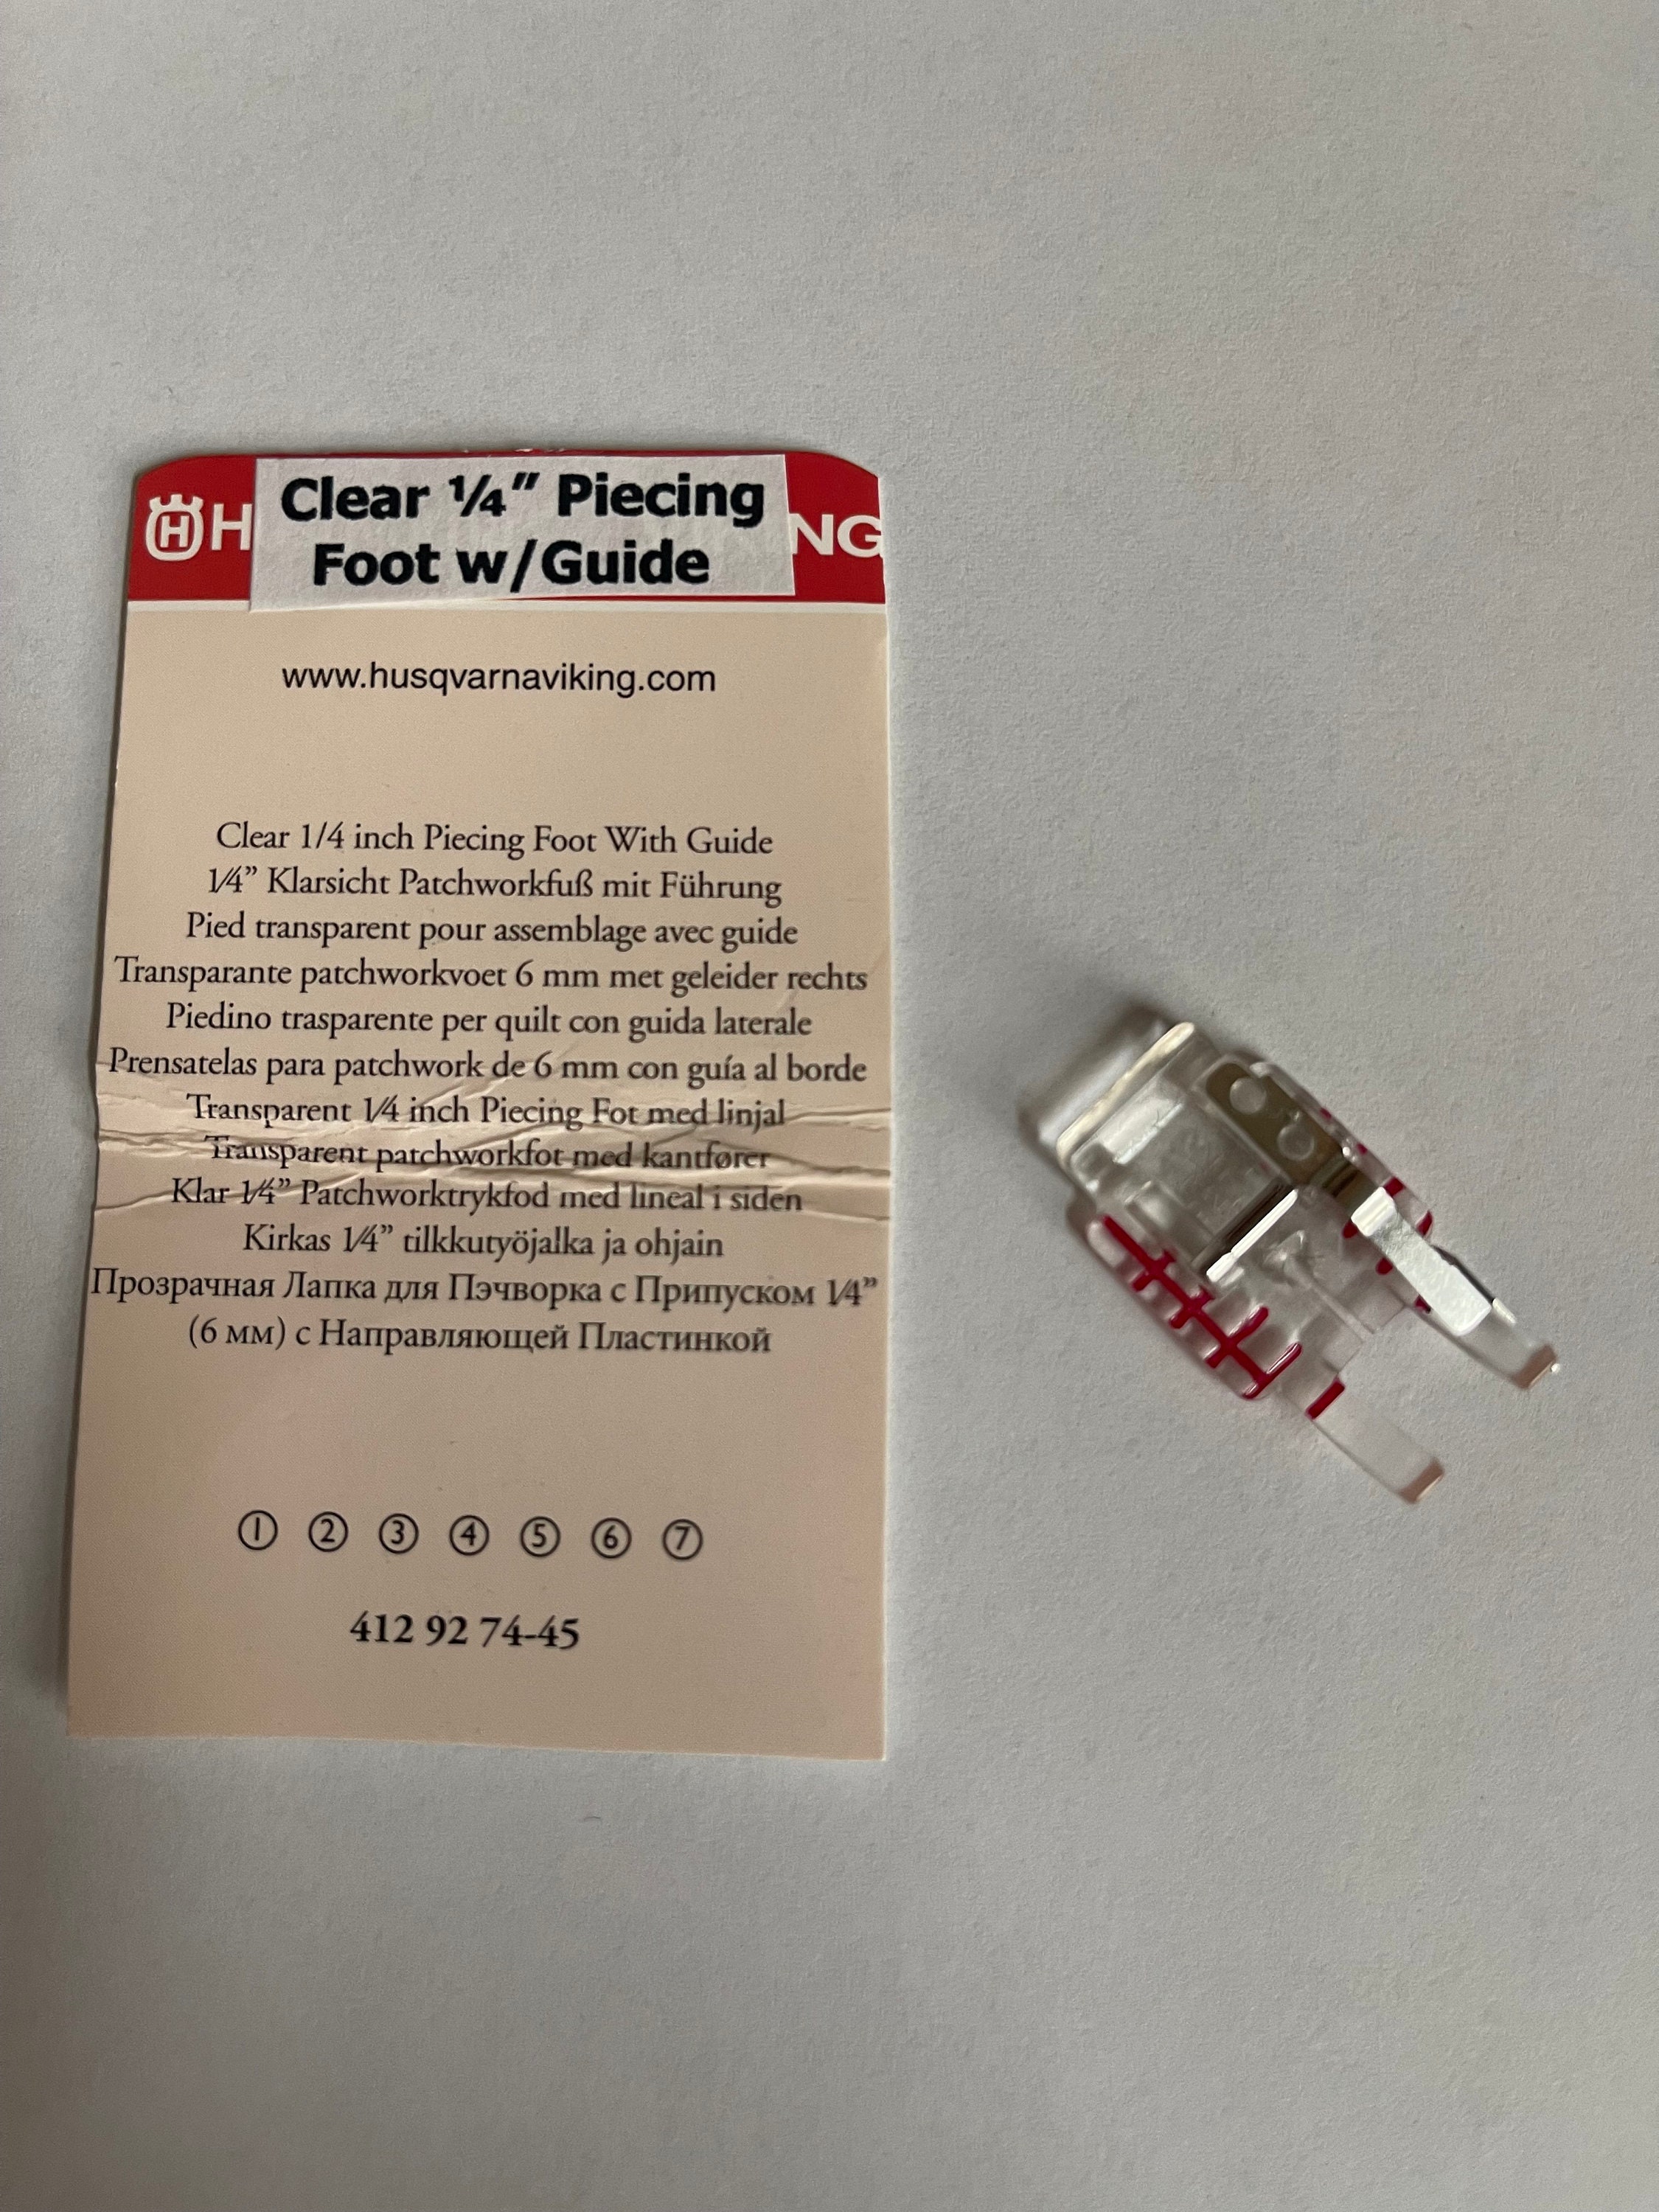 H
NG
Clear ¼" Piecing
Foot w/Guide
www.husqvarnaviking.com
Clear 1/4 inch Piecing Foot With Guide
1⁄4” Klarsicht Patchworkfuß mit Führung
Pied transparent pour assemblage avec guide
Transparante patchworkvoet 6 mm met geleider rechts
Piedino trasparente per quilt con guida laterale
Prensatelas para patchwork de 6 mm con guía al borde
Transparent 1⁄4 inch Piecing Fot med linjal
Transparent patchworkfot med kantfører
Klar 1⁄4” Patchworktrykfod med lineal i siden
Kirkas 1⁄4” tilkkutyöjalka ja ohjain
Прозрачная Лапка для Пэчворка с Припуском 1⁄4”
(6 мм) с Направляющей Пластинкой
① ② ③ ④ ⑤ ⑥ ⑦
412 92 74-45